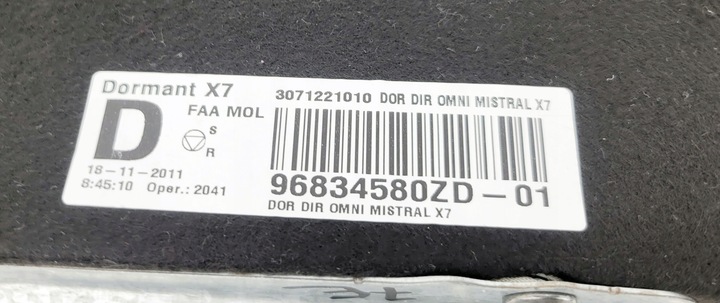 Dormant X7
3071221010 DOR DIR OMNI MISTRAL X7
D
FAA MOL
S
R
18-11-2011
8:45:10 Oper.: 2041
96834580ZD-01
DOR DIR OMNI MISTRAL X7